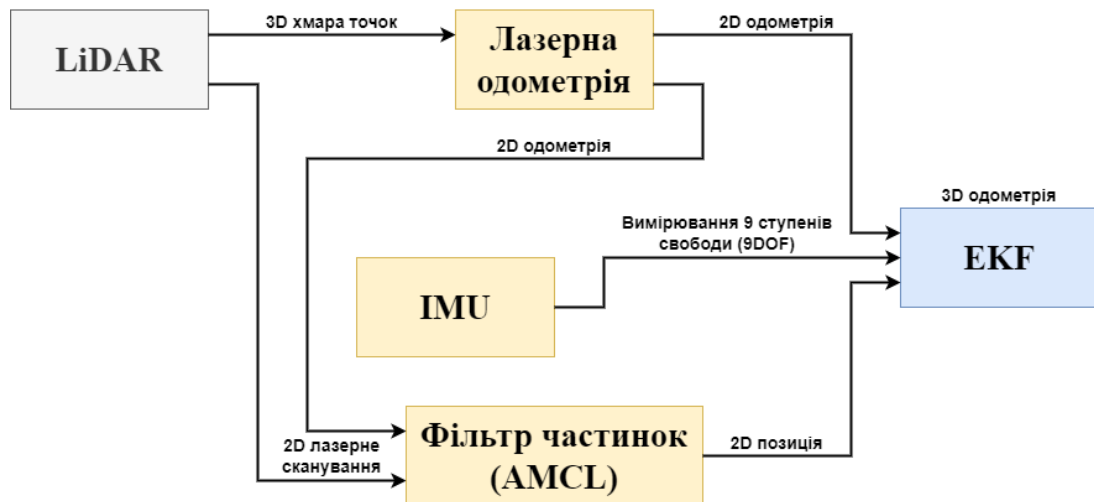 3D хмара точок
2D одометрія
LiDAR
Лазерна
одометрія
2D одометрія
3D одометрія
Вимірювання 9 ступенів
свободи (9DOF)
EKF
IMU
2D лазерне
сканування
Фільтр частинок
(AMCL)
2D позиція